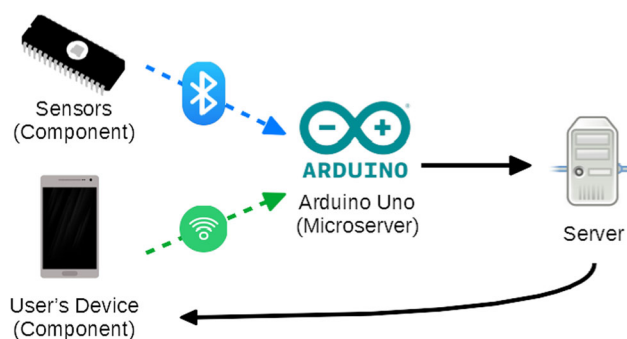 Sensors
(Component)
ARDUINO
Arduino Uno
(Microserver)
Server
User's Device
(Component)